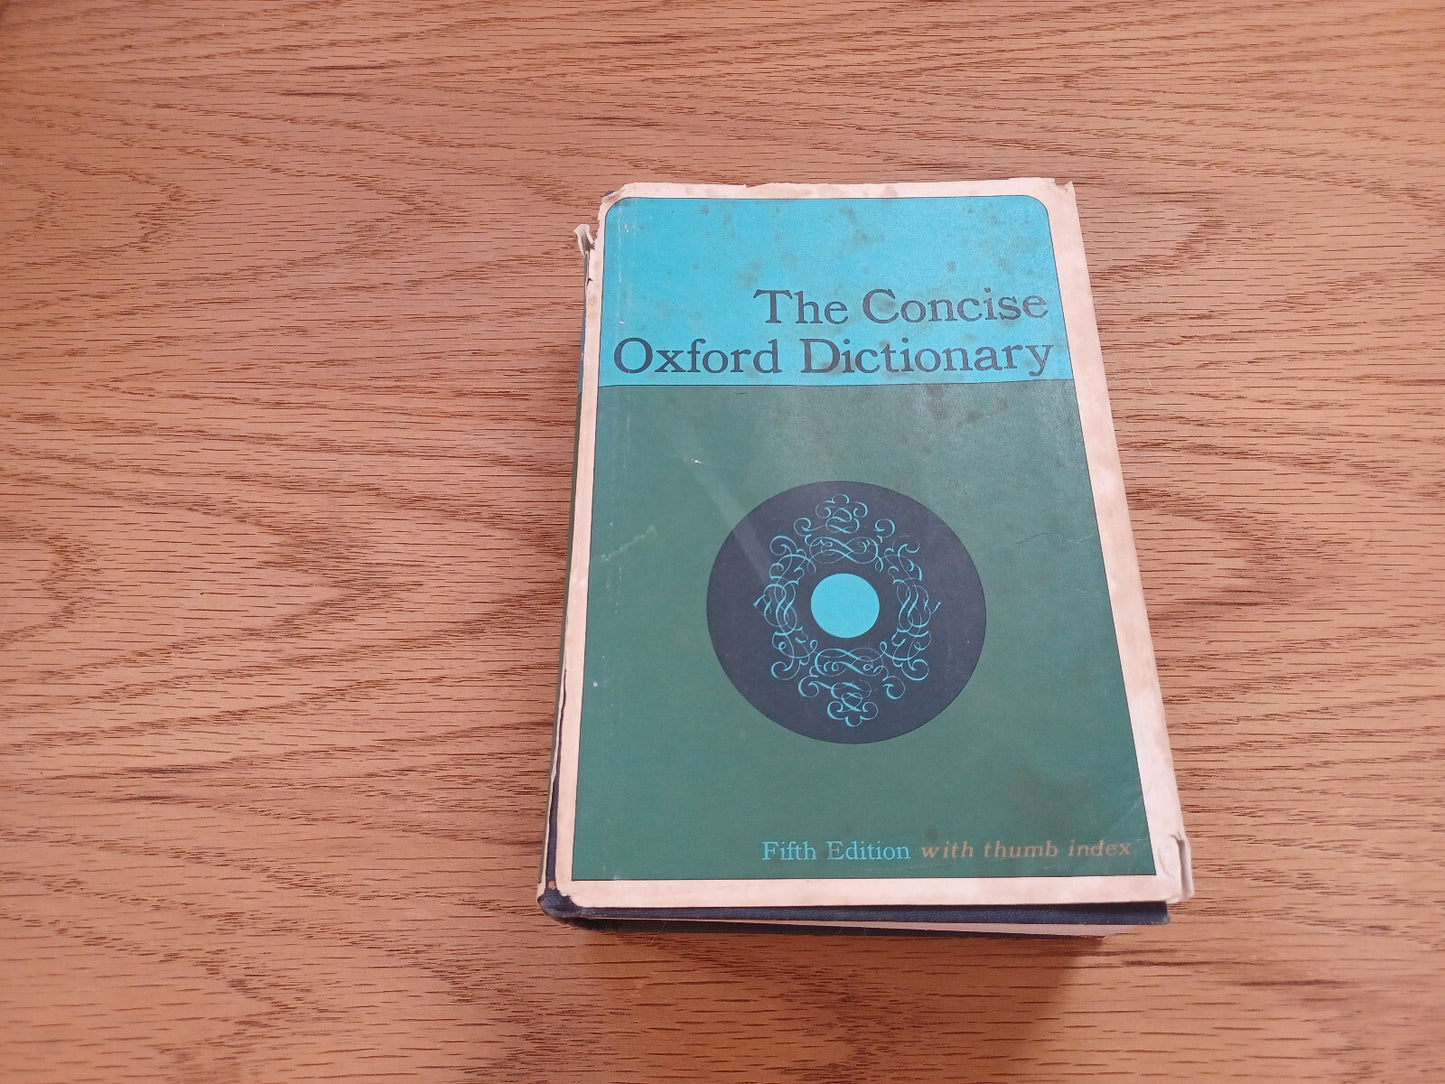 The Concise
Oxford Dictionary
Fifth Edition with thumb index